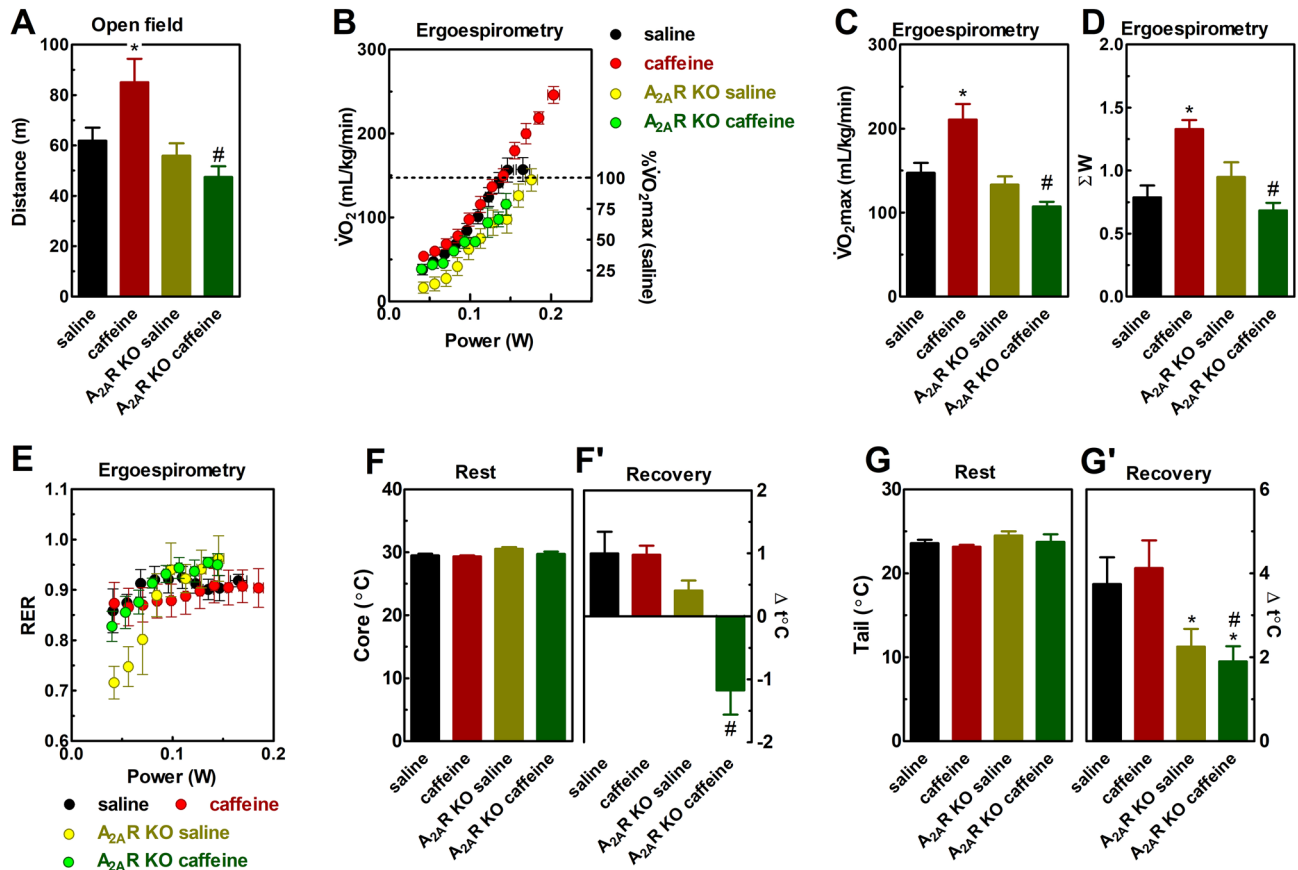 A
Open field
Distance (m)
100
80
60
40
20
0
*
#
saline
caffeine
A2AR KO saline
A2AR KO caffeine
B
Ergoespirometry
V̇O2 (mL/kg/min)
300
250
200
150
100
50
0
0.0
0.1
0.2
Power (W)
saline
caffeine
A2AR KO saline
A2AR KO caffeine
100
75
50
25
%V̇O2max (saline)
C
Ergoespirometry
V̇O2max (mL/kg/min)
300
200
100
0
*
#
saline
caffeine
A2AR KO saline
A2AR KO caffeine
D
Ergoespirometry
Σ W
2.0
1.5
1.0
0.5
0.0
*
#
saline
caffeine
A2AR KO saline
A2AR KO caffeine
E
Ergoespirometry
RER
1.1
1.0
0.9
0.8
0.7
0.6
0.0
0.1
0.2
Power (W)
saline
caffeine
A2AR KO saline
A2AR KO caffeine
F
Rest
Core (°C)
40
30
20
10
0
saline
caffeine
A2AR KO saline
A2AR KO caffeine
F'
Recovery
2
1
0
-1
-2
Δ t°C
#
saline
caffeine
A2AR KO saline
A2AR KO caffeine
G
Rest
Tail (°C)
30
20
10
0
saline
caffeine
A2AR KO saline
A2AR KO caffeine
G'
Recovery
6
4
2
0
Δ t°C
*
#
*
saline
caffeine
A2AR KO saline
A2AR KO caffeine